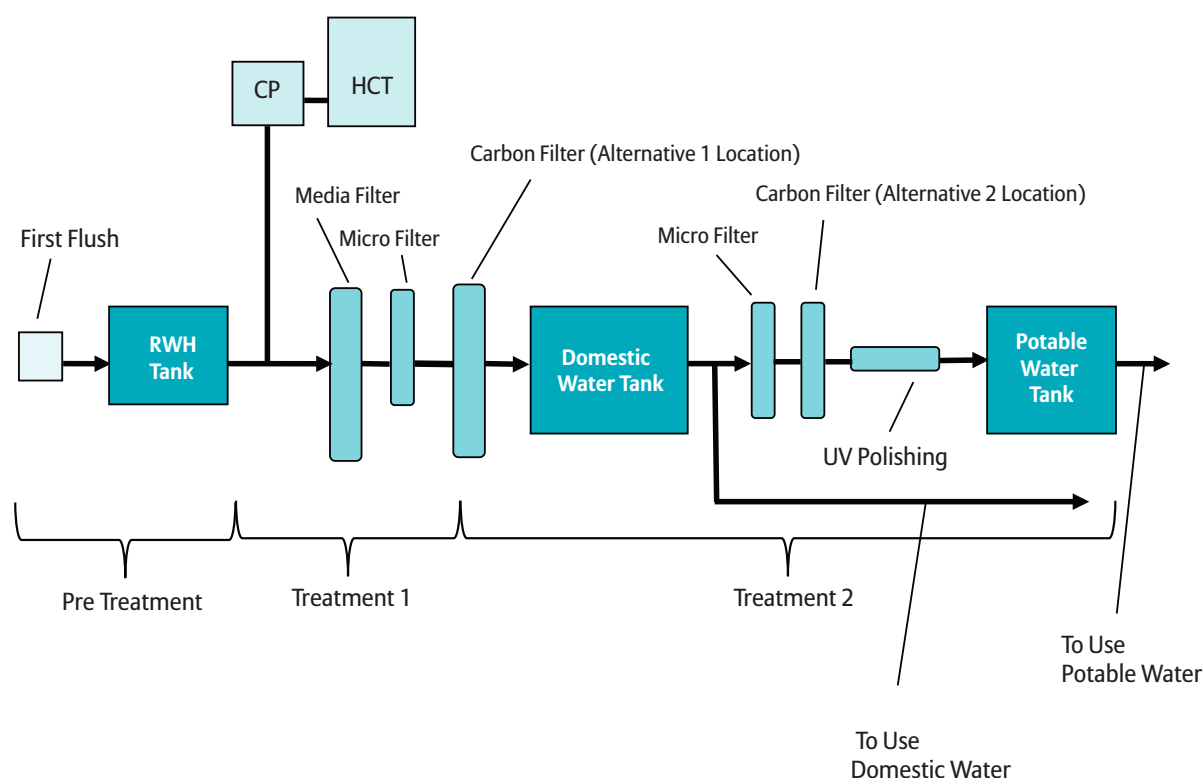 CP
HCT
Carbon Filter (Alternative 1 Location)
Media Filter
Carbon Filter (Alternative 2 Location)
First Flush
Micro Filter
Micro Filter
RWH
Tank
Domestic
Water Tank
Potable
Water
Tank
UV Polishing
Pre Treatment
Treatment 1
Treatment 2
To Use
Potable Water
To Use
Domestic Water